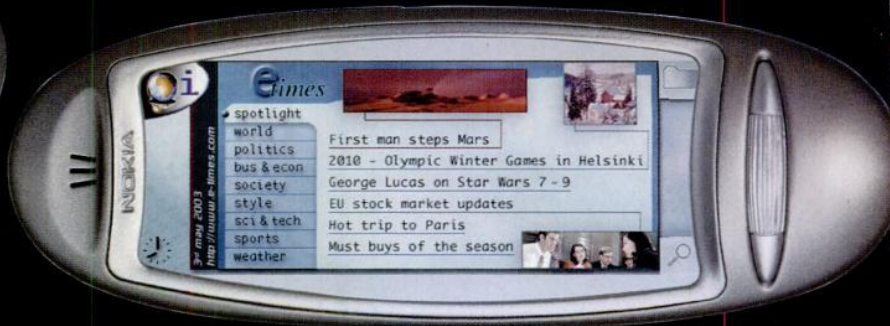 NOKIA
i
3rd may 2003
http://www.e-times.com
etimes
spotlight
world
politics
bus & econ
society
style
sci & tech
sports
weather
First man steps Mars
2010 - Olympic Winter Games in Helsinki
George Lucas on Star Wars 7 - 9
EU stock market updates
Hot trip to Paris
Must buys of the season